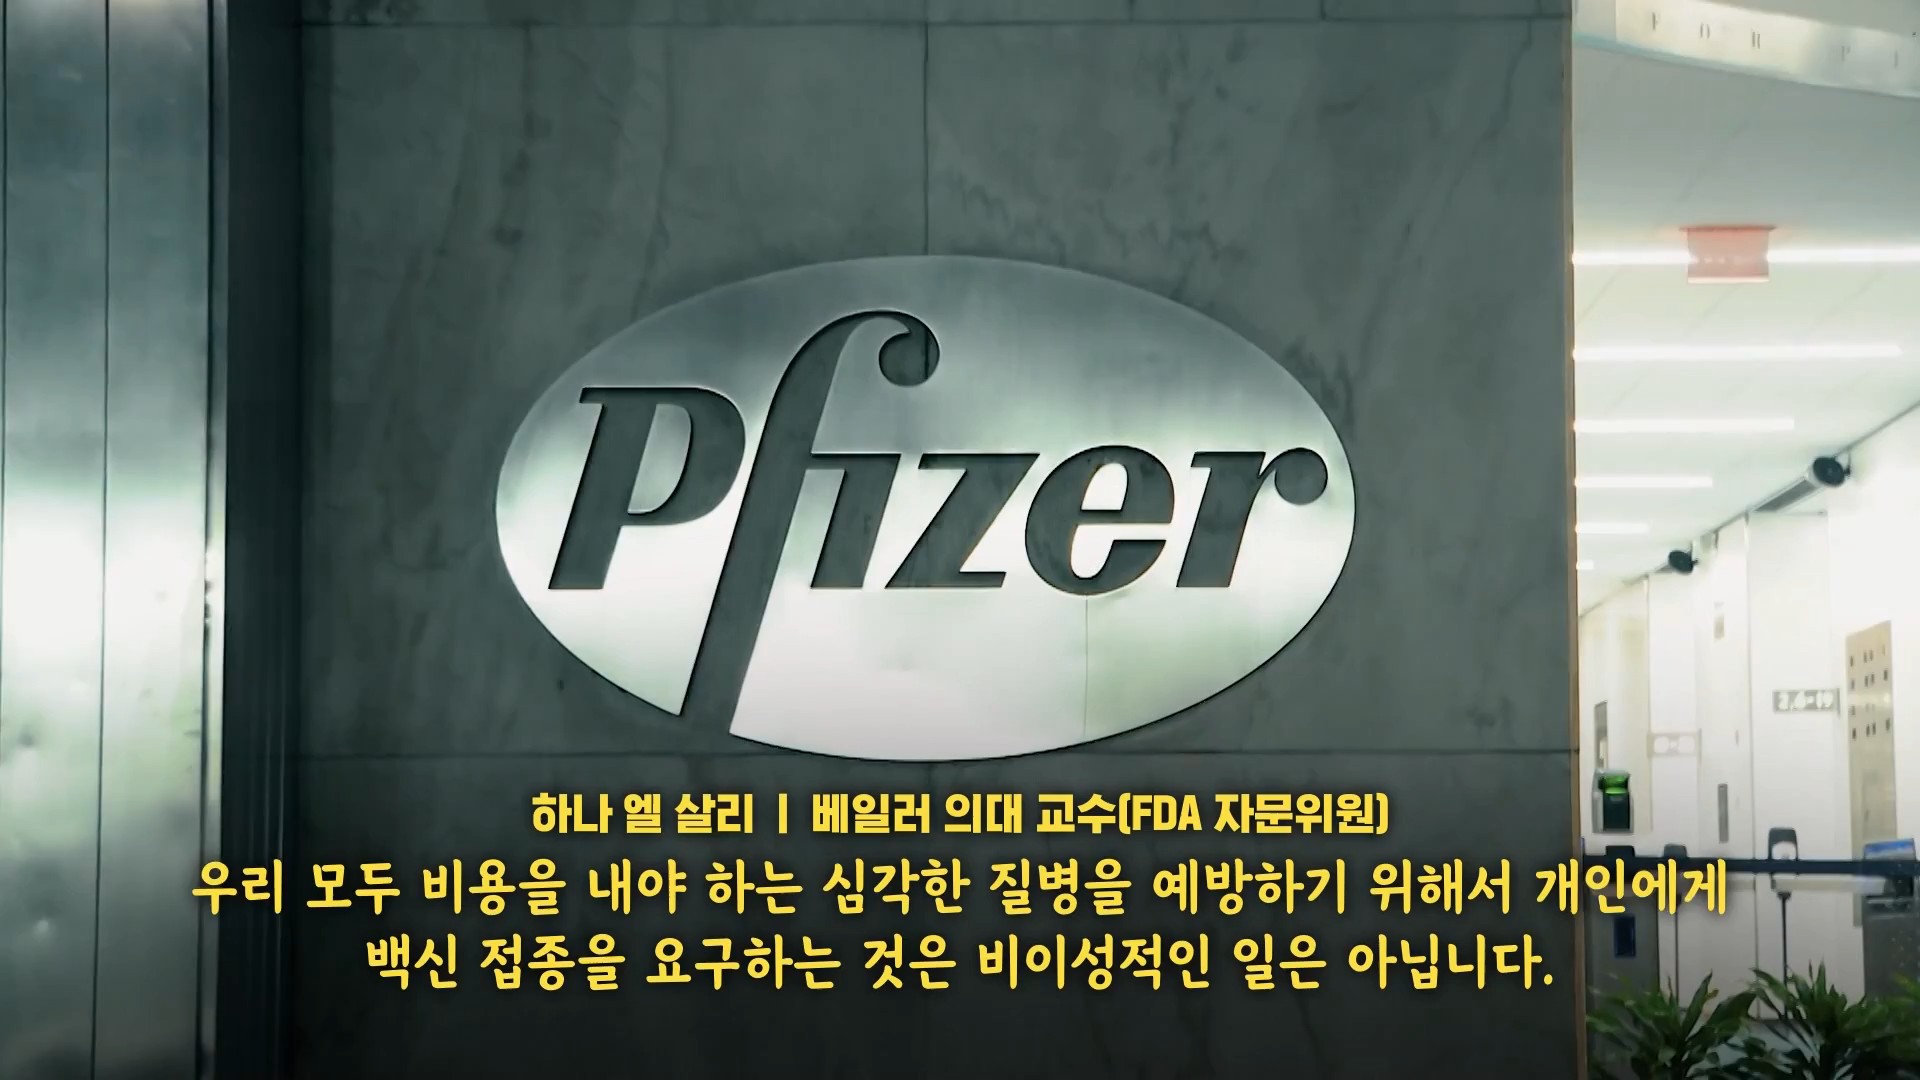 Pfizer
하나 엘 살리 | 베일러 의대 교수(FDA 자문위원)
우리 모두 비용을 내야 하는 심각한 질병을 예방하기 위해서 개인에게
백신 접종을 요구하는 것은 비이성적인 일은 아닙니다.